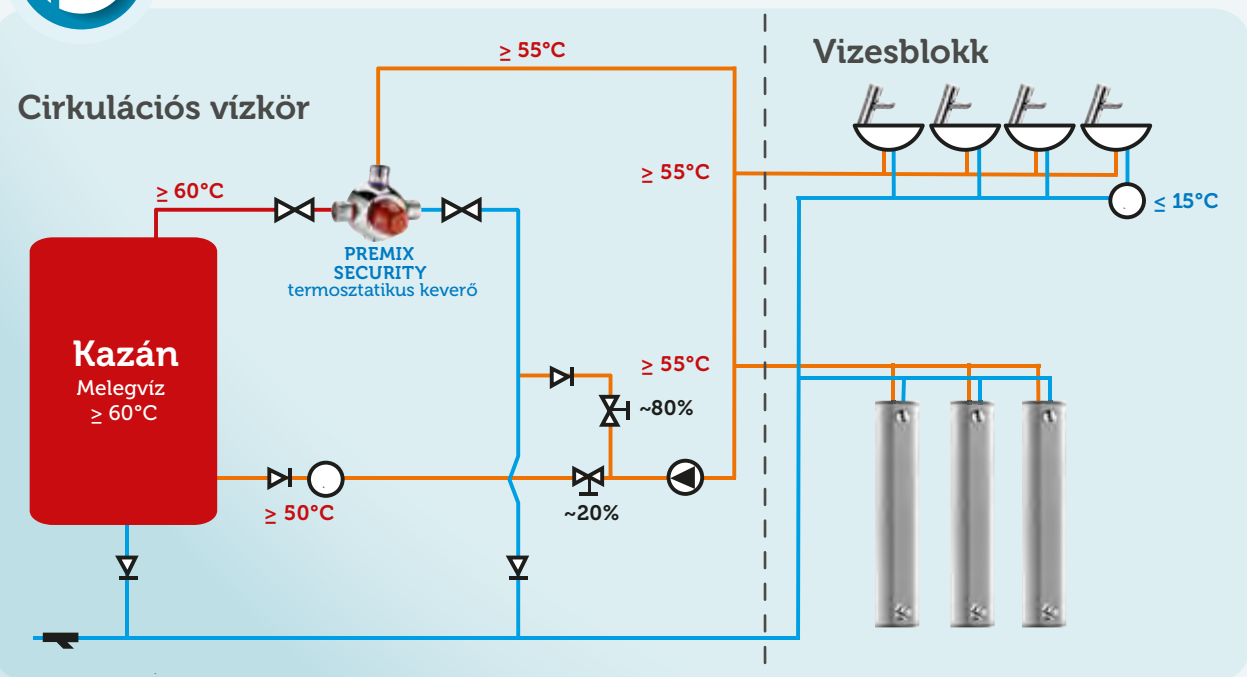 ≥ 55°C
Vizesblokk
Cirkulációs vízkör
≥ 60°C
≥ 55°C
≤ 15°C
PREMIX
SECURITY
termosztatikus keverő
Kazán
Melegvíz
≥ 60°C
≥ 55°C
~80%
≥ 50°C
~20%